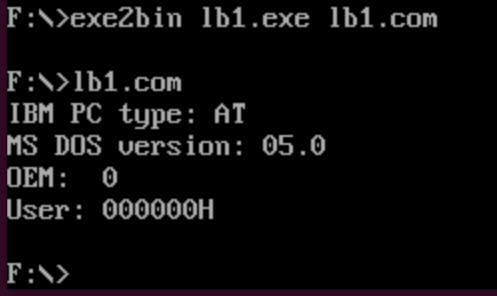 F:\>exe2bin lb1.exe lb1.com
F:\>lb1.com
IBM PC type: AT
MS DOS version: 05.0
OEM:  0
User: 000000H
F:\>